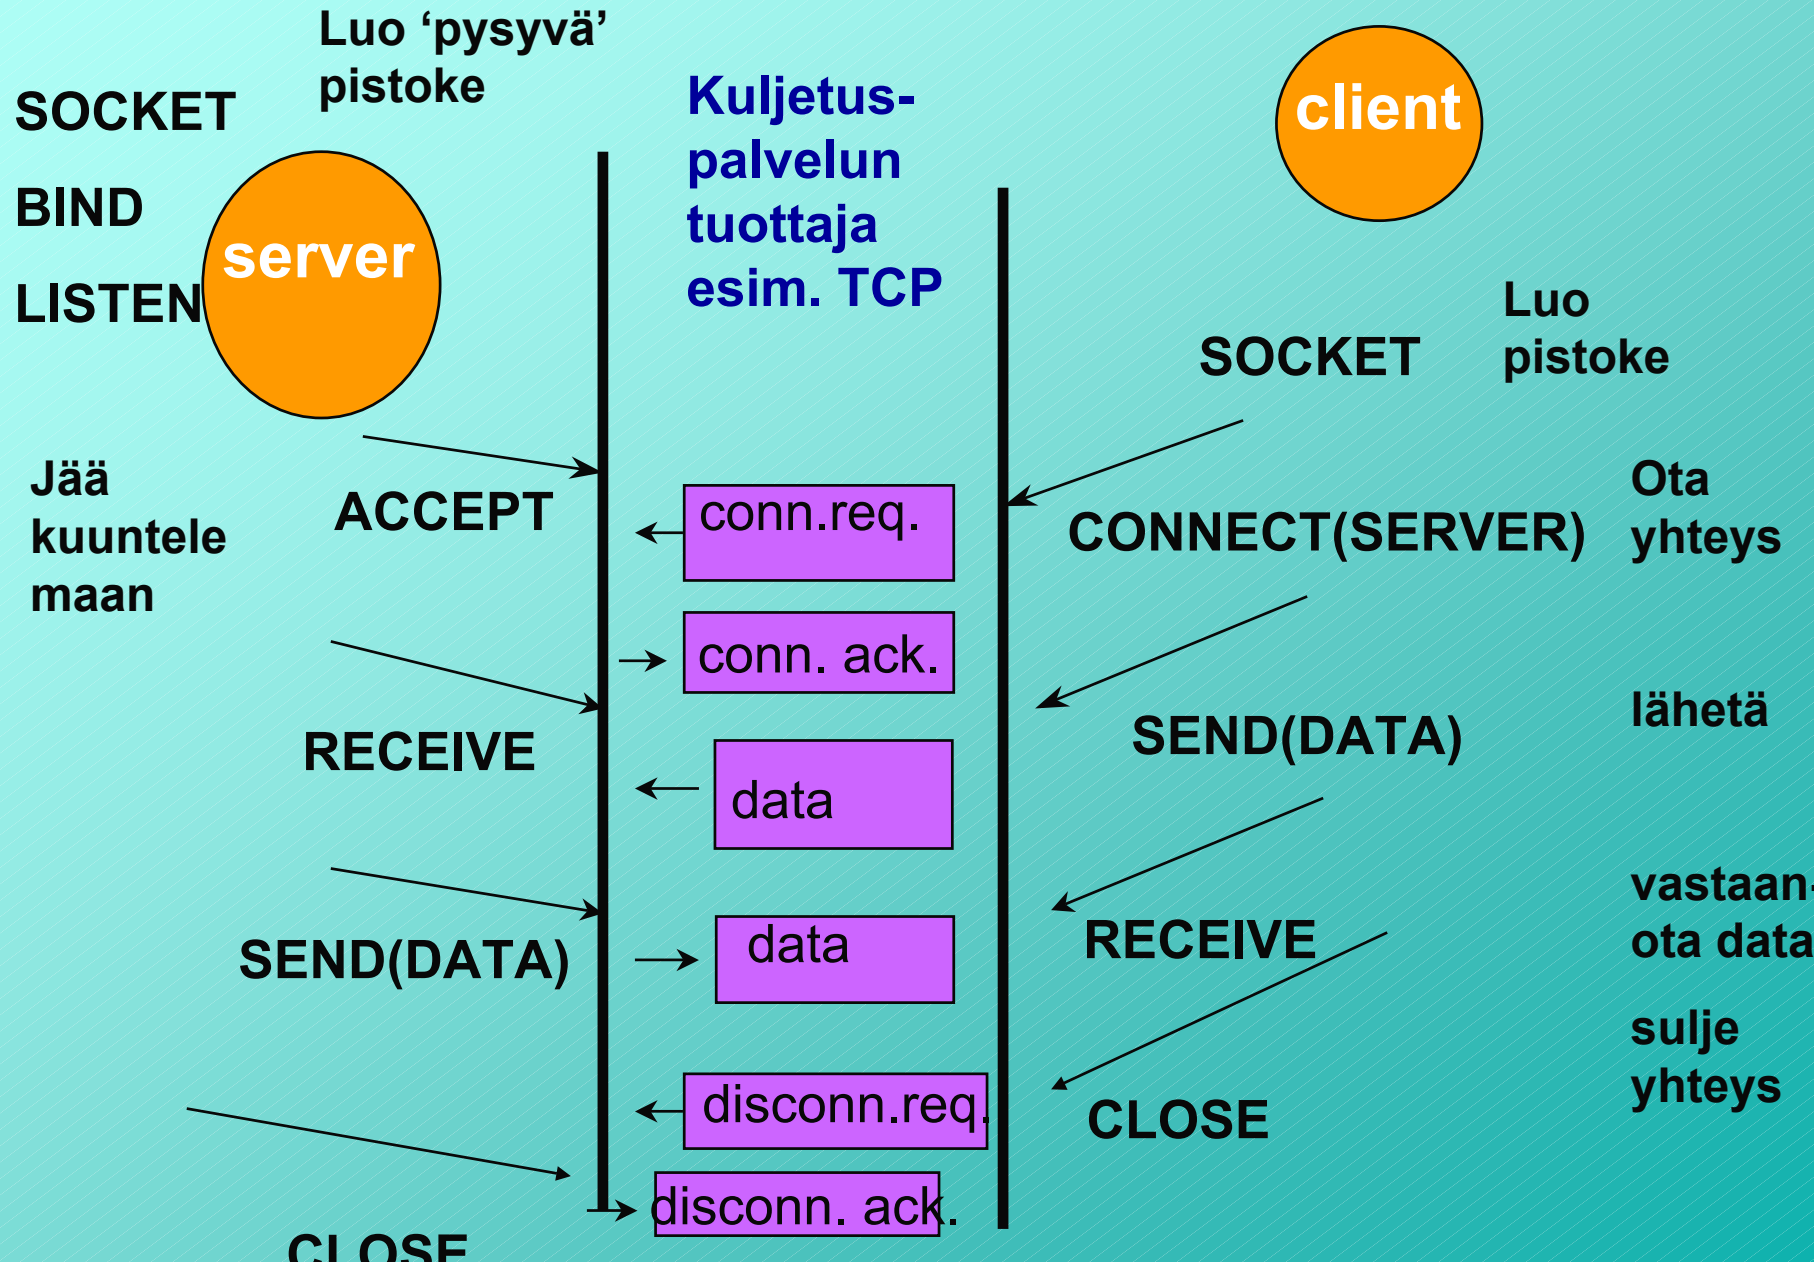 Luo ‘pysyvä’
pistoke
SOCKET
BIND
LISTEN
server
Kuljetus-
palvelun
tuottaja
esim. TCP
client
Luo
pistoke
SOCKET
Jää
kuuntele
maan
ACCEPT
conn.req.
CONNECT(SERVER)
Ota
yhteys
conn. ack.
RECEIVE
SEND(DATA)
lähetä
data
SEND(DATA)
data
RECEIVE
vastaan-
ota data
disconn.req.
CLOSE
sulje
yhteys
disconn. ack.
CLOSE